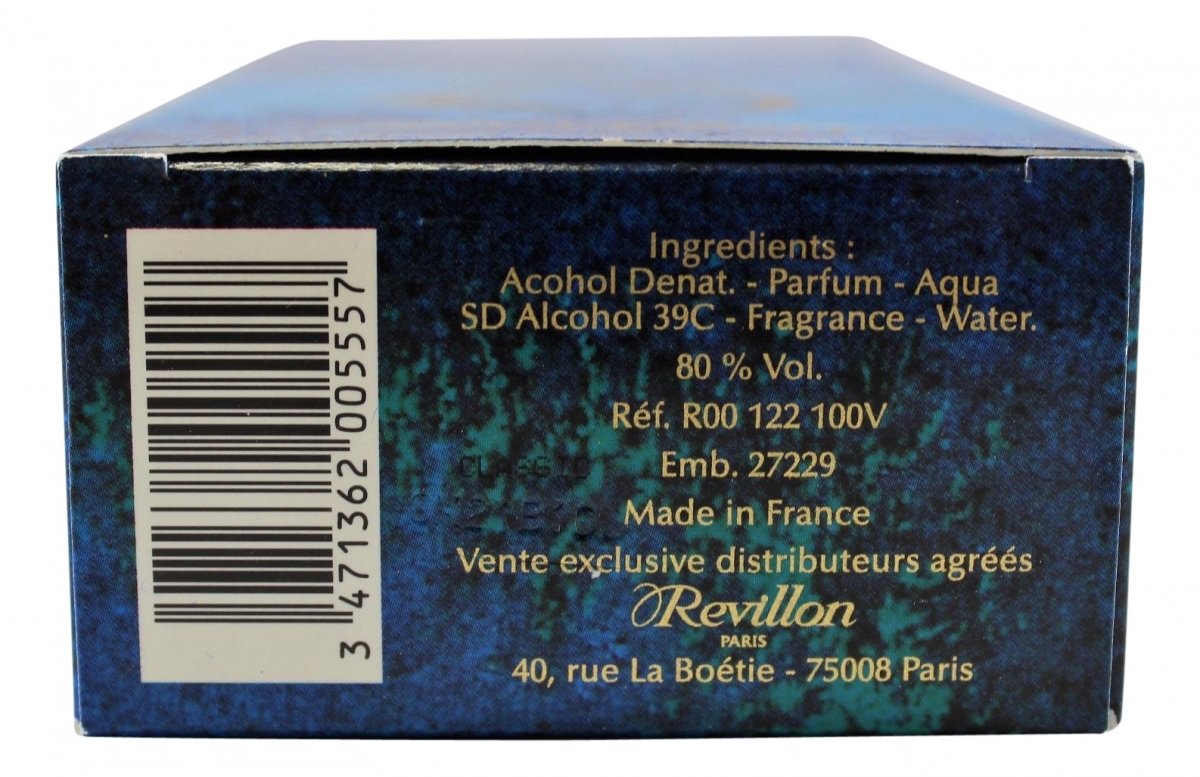 Ingredients :
Acohol Denat. - Parfum - Aqua
SD Alcohol 39C - Fragrance - Water.
80 % Vol.
Réf. R00 122 100V
Emb. 27229
Made in France
Vente exclusive distributeurs agréés
Revillon
PARIS
40, rue La Boétie - 75008 Paris
3 471362 005557